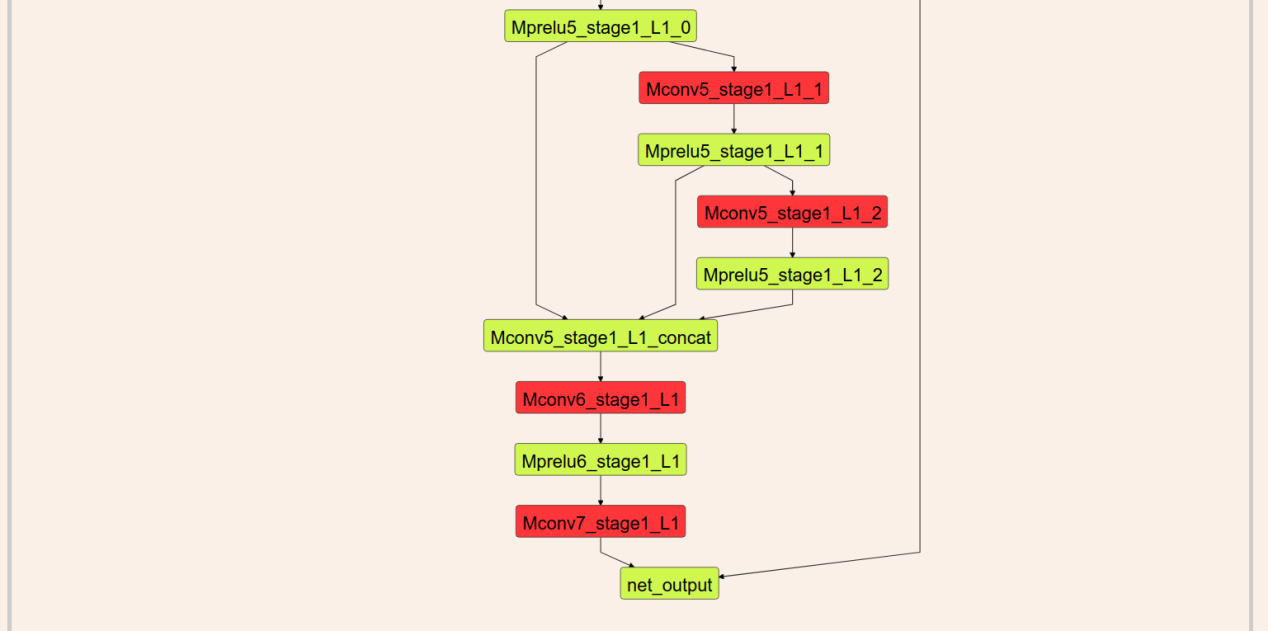 Mprelu5_stage1_L1_0
Mconv5_stage1_L1_1
Mprelu5_stage1_L1_1
Mconv5_stage1_L1_2
Mprelu5_stage1_L1_2
Mconv5_stage1_L1_concat
Mconv6_stage1_L1
Mprelu6_stage1_L1
Mconv7_stage1_L1
net_output